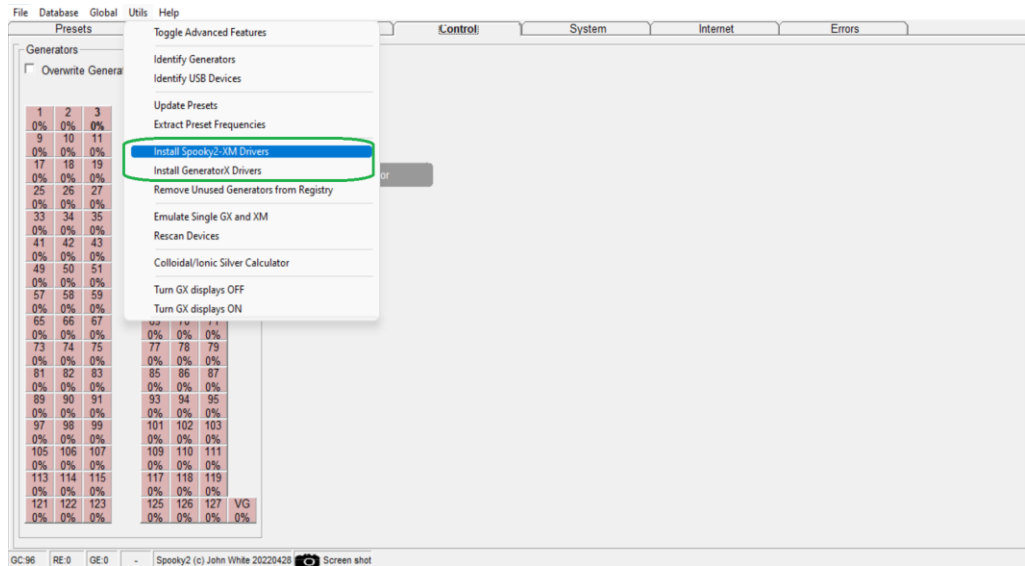 File Database Global Utils Help
Presets Control System Internet Errors
Generators
Overwrite Genera
Toggle Advanced Features
Identify Generators
Identify USB Devices
Update Presets
Extract Preset Frequencies
Install Spooky2-XM Drivers
Install GeneratorX Drivers
or
Remove Unused Generators from Registry
Emulate Single GX and XM
Rescan Devices
Colloidal/Ionic Silver Calculator
Turn GX displays OFF
Turn GX displays ON
1 2 3
0% 0% 0%
9 10 11
0% 0% 0%
17 18 19
0% 0% 0%
25 26 27
0% 0% 0%
33 34 35
0% 0% 0%
41 42 43
0% 0% 0%
49 50 51
0% 0% 0%
57 58 59
0% 0% 0%
65 66 67
0% 0% 0% 0% 0% 0%
73 74 75 77 78 79
0% 0% 0% 0% 0% 0%
81 82 83 85 86 87
0% 0% 0% 0% 0% 0%
89 90 91 93 94 95
0% 0% 0% 0% 0% 0%
97 98 99 101 102 103
0% 0% 0% 0% 0% 0%
105 106 107 109 110 111
0% 0% 0% 0% 0% 0%
113 114 115 117 118 119
0% 0% 0% 0% 0% 0%
121 122 123 125 126 127 VG
0% 0% 0% 0% 0% 0% 0%
GC:96 RE:0 GE:0 - Spooky2 (c) John White 20220428 Screen shot